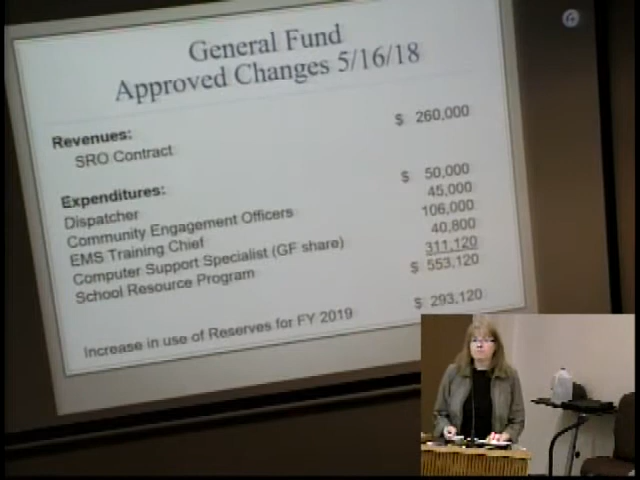 General Fund
Approved Changes 5/16/18
Revenues:
SRO Contract $ 260,000
Expenditures:
Dispatcher $ 50,000
Community Engagement Officers 45,000
EMS Training Chief 106,000
Computer Support Specialist (GF share) 40,800
School Resource Program 311,120
$ 553,120
Increase in use of Reserves for FY 2019 $ 293,120